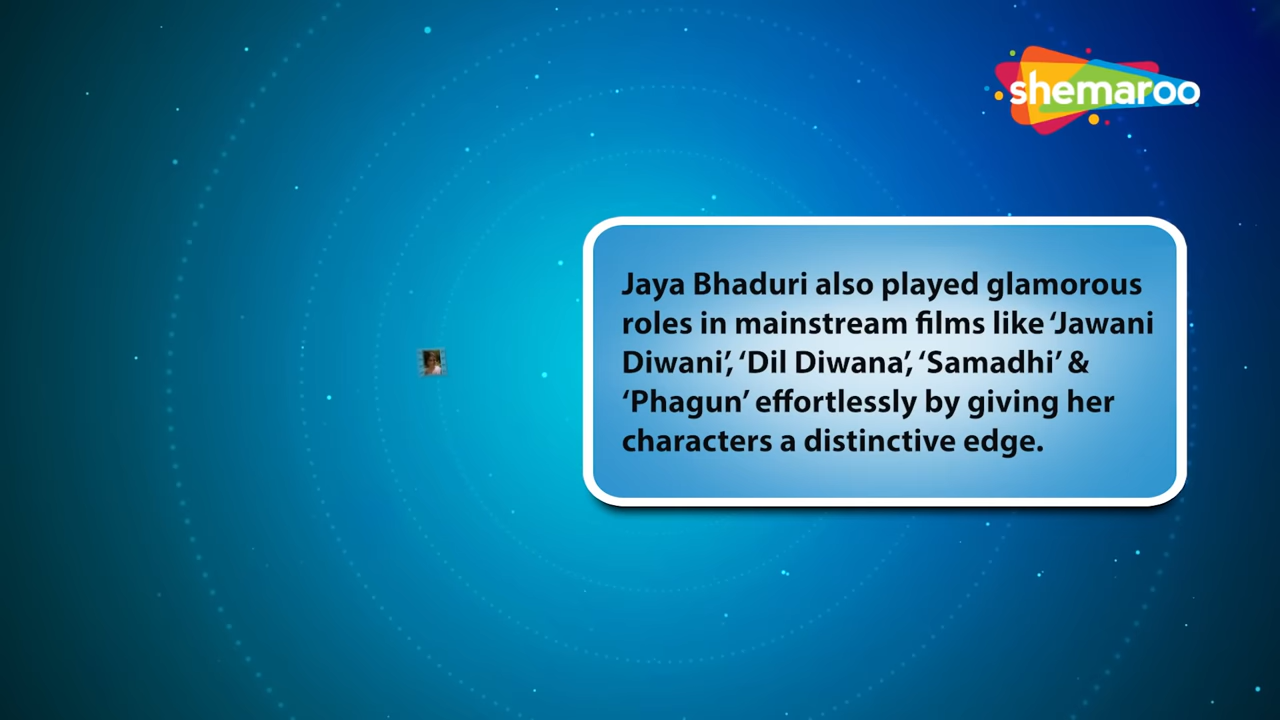 shemaroo
Jaya Bhaduri also played glamorous
roles in mainstream films like ‘Jawani
Diwani’, ‘Dil Diwana’, ‘Samadhi’ &
‘Phagun’ effortlessly by giving her
characters a distinctive edge.